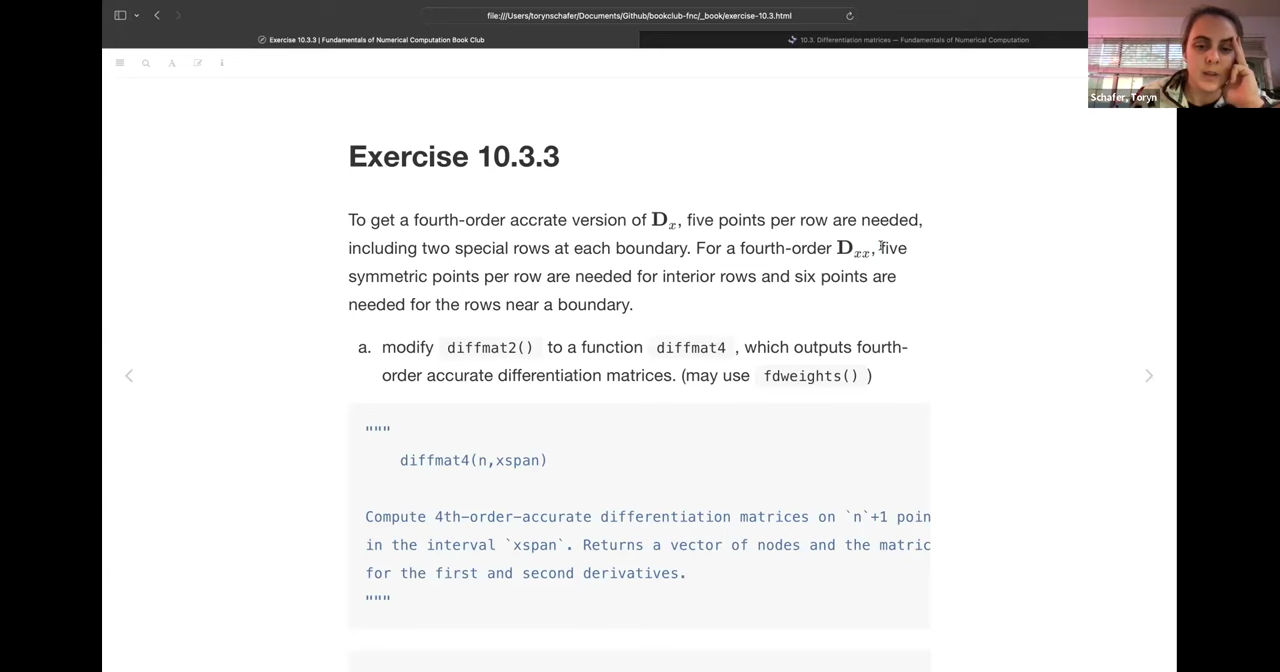 file:///Users/torynschafer/Documents/Github/bookclub-fnc/_book/exercise-10.3.html
Exercise 10.3.3 | Fundamentals of Numerical Computation Book Club
10.3. Differentiation matrices — Fundamentals of Numerical Computation
Schafer, Toryn
Exercise 10.3.3
To get a fourth-order accrate version of Dₓ, five points per row are needed,
including two special rows at each boundary. For a fourth-order Dₓₓ, five
symmetric points per row are needed for interior rows and six points are
needed for the rows near a boundary.
a. modify diffmat2() to a function diffmat4 , which outputs fourth-
order accurate differentiation matrices. (may use fdweights() )
"""
diffmat4(n,xspan)
Compute 4th-order-accurate differentiation matrices on `n`+1 poin
in the interval `xspan`. Returns a vector of nodes and the matric
for the first and second derivatives.
"""